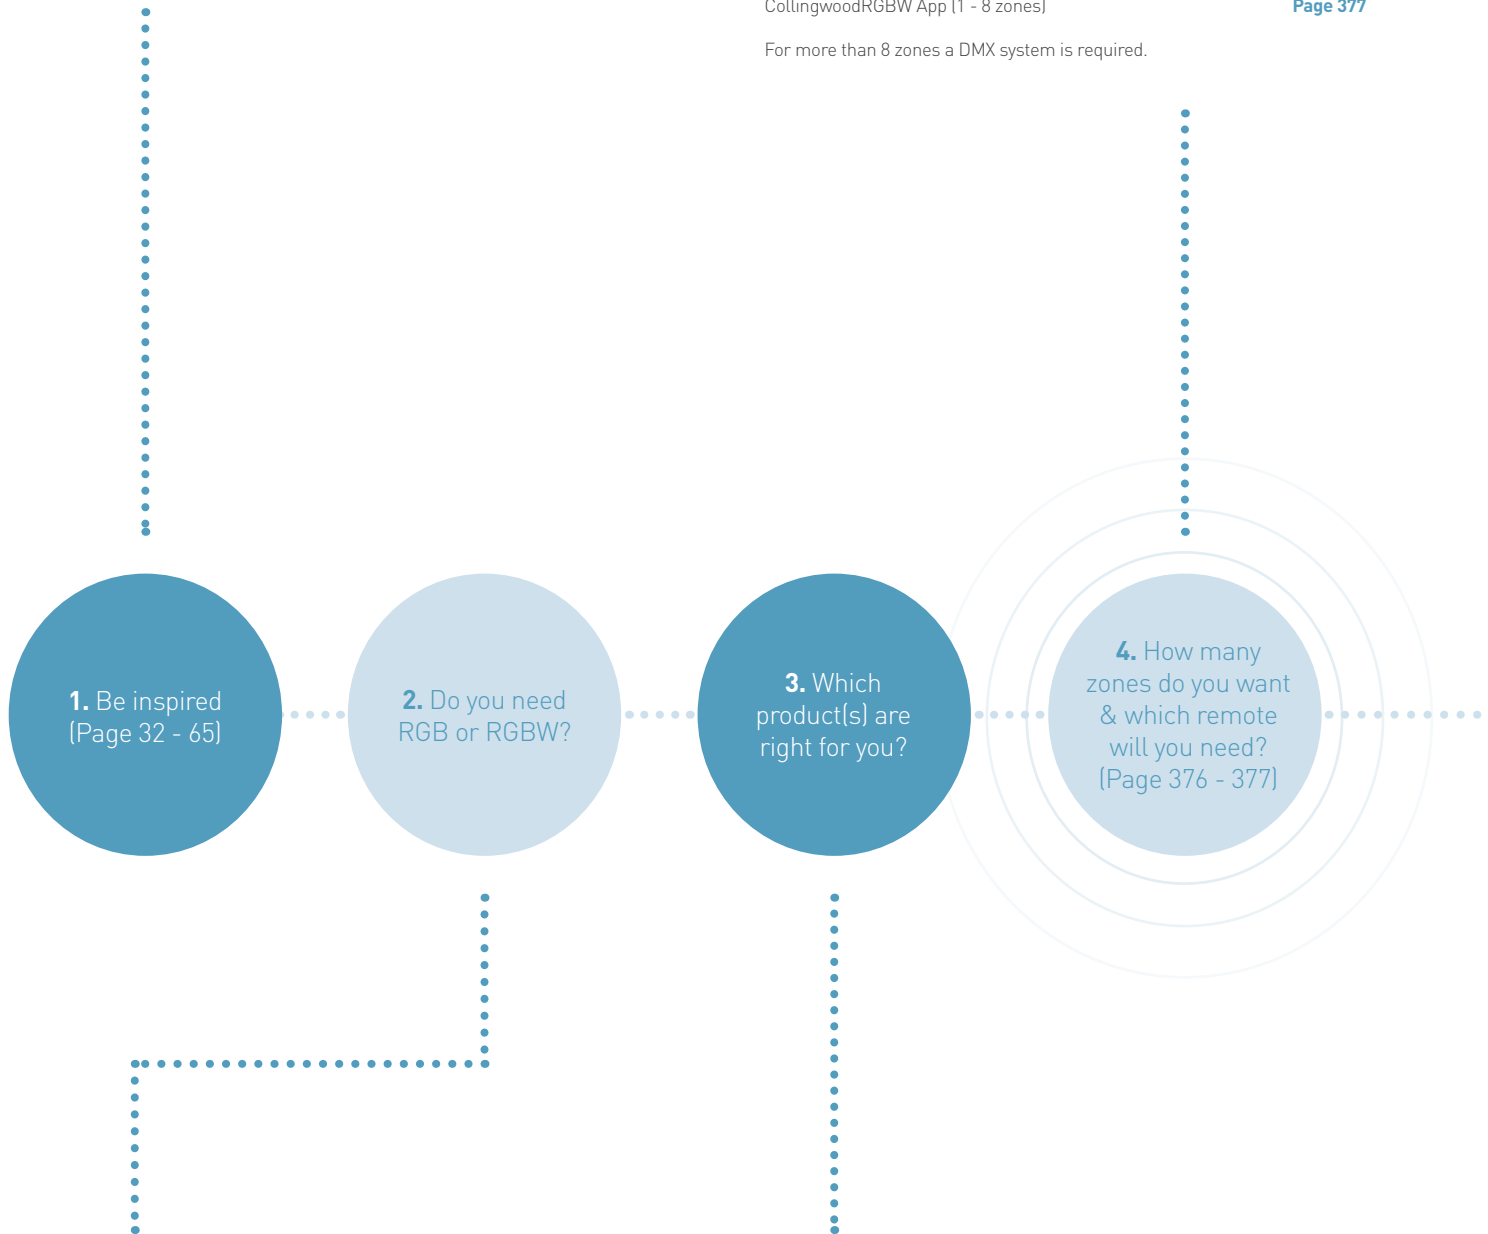 CollingwoodRGBW App (1 - 8 zones) Page 377
For more than 8 zones a DMX system is required.
1. Be inspired
(Page 32 - 65)
2. Do you need
RGB or RGBW?
3. Which
product(s) are
right for you?
4. How many
zones do you want
& which remote
will you need?
(Page 376 - 377)